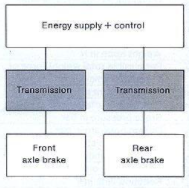 Energy supply + control
Transmission
Transmission
Front
axle brake
Rear
axle brake